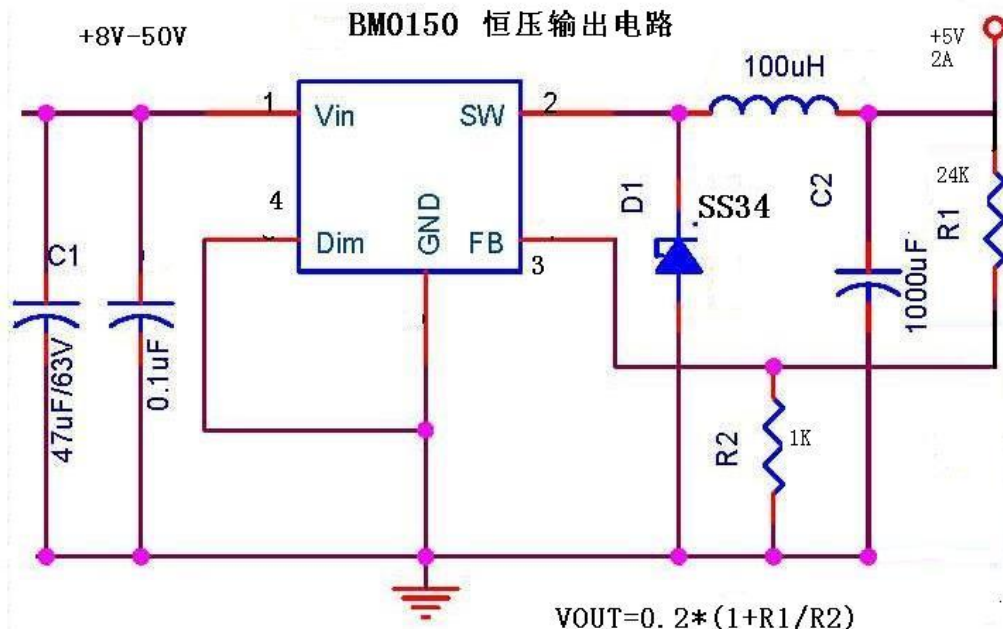 BM0150 恒压输出电路
+8V-50V
+5V
2A
100uH
1
Vin
SW
2
4
Dim
GND
FB
3
D1
SS34
C2
1000uF
24K
R1
C1
47uF/63V
0.1uF
R2
1K
VOUT=0.2*(1+R1/R2)